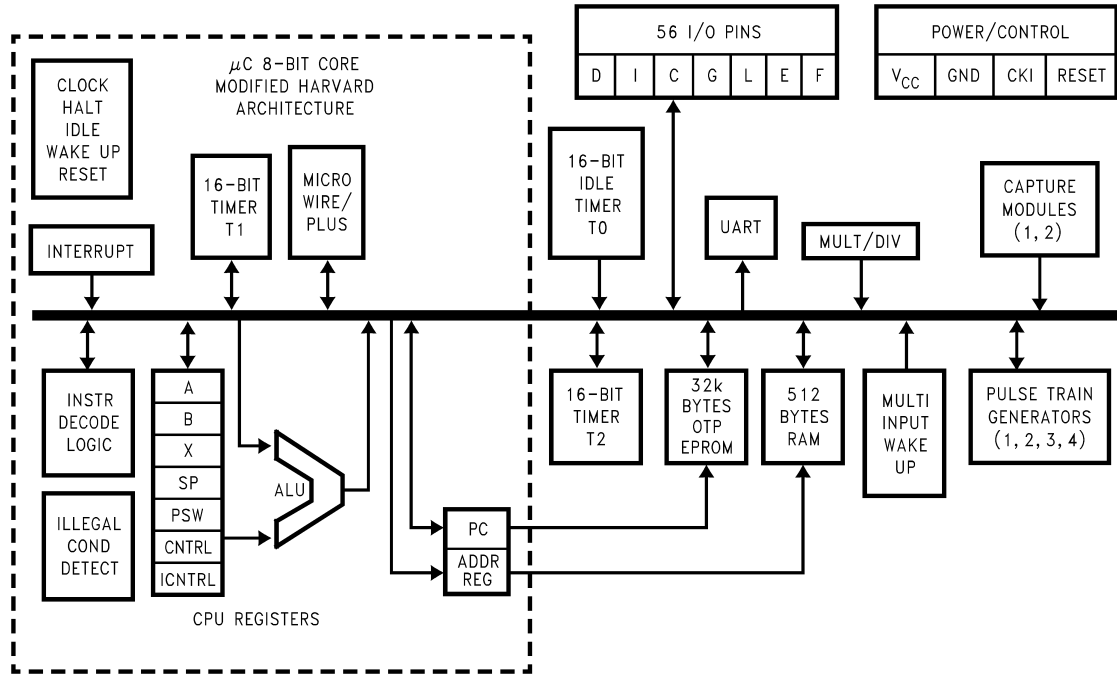 56 I/O PINS
D I C G L E F
POWER/CONTROL
VCC GND CKI RESET
μC 8-BIT CORE
MODIFIED HARVARD
ARCHITECTURE
CLOCK
HALT
IDLE
WAKE UP
RESET
INTERRUPT
16-BIT
TIMER
T1
MICRO
WIRE/
PLUS
16-BIT
IDLE
TIMER
T0
UART
MULT/DIV
CAPTURE
MODULES
(1, 2)
INSTR
DECODE
LOGIC
ILLEGAL
COND
DETECT
A
B
X
SP
PSW
CNTRL
ICNTRL
CPU REGISTERS
ALU
PC
ADDR
REG
16-BIT
TIMER
T2
32k
BYTES
OTP
EPROM
512
BYTES
RAM
MULTI
INPUT
WAKE
UP
PULSE TRAIN
GENERATORS
(1, 2, 3, 4)